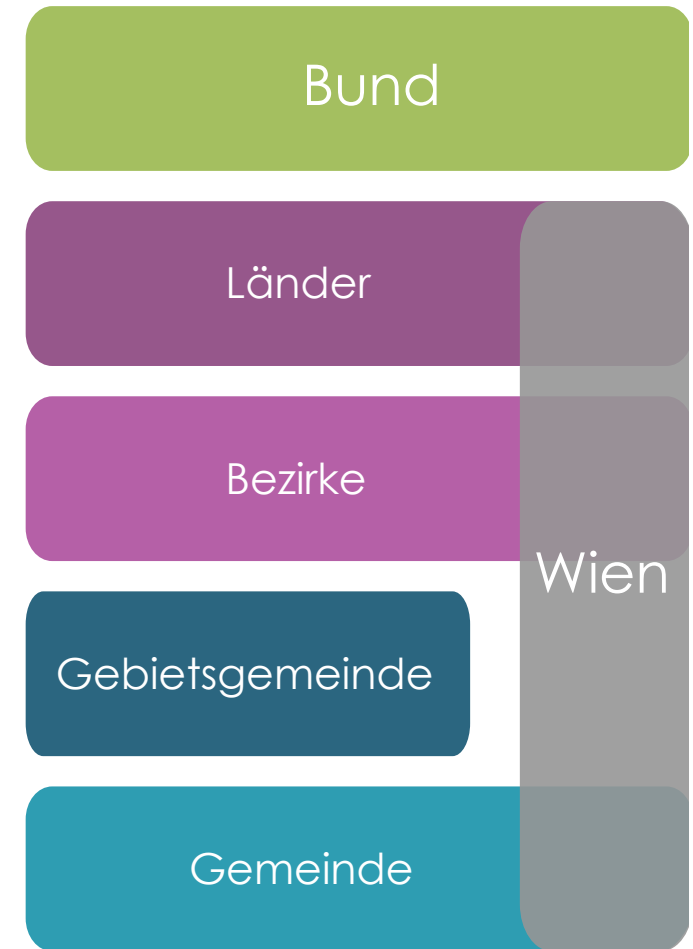 Bund
Länder
Bezirke
Wien
Gebietsgemeinde
Gemeinde